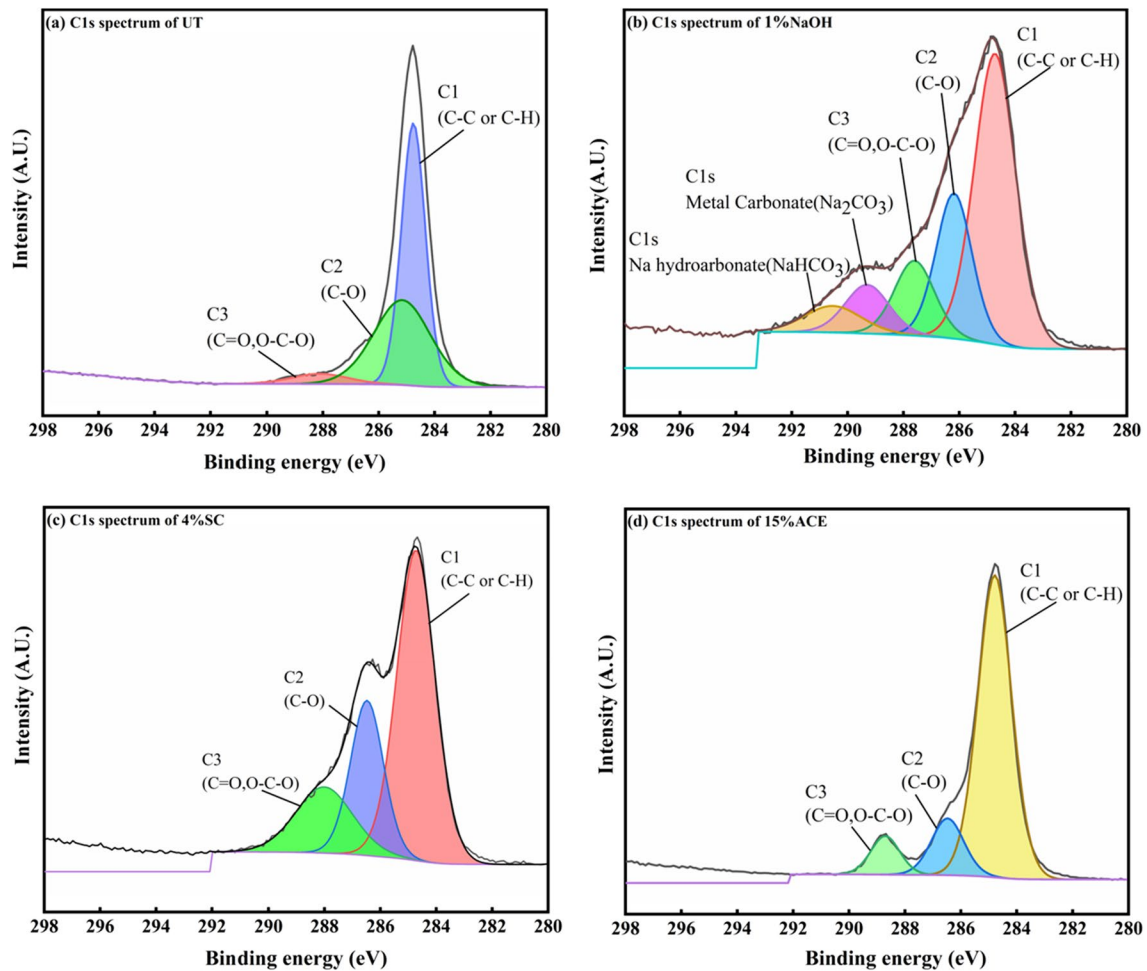 (a) C1s spectrum of UT
C1
(C-C or C-H)
C2
(C-O)
C3
(C=O,O-C-O)
Intensity (A.U.)
298 296 294 292 290 288 286 284 282 280
Binding energy (eV)
(b) C1s spectrum of 1%NaOH
C1
(C-C or C-H)
C2
(C-O)
C3
(C=O,O-C-O)
C1s
Metal Carbonate(Na2CO3)
C1s
Na hydroarbonate(NaHCO3)
Intensity(A.U.)
298 296 294 292 290 288 286 284 282 280
Binding energy (eV)
(c) C1s spectrum of 4%SC
C1
(C-C or C-H)
C2
(C-O)
C3
(C=O,O-C-O)
Intensity (A.U.)
298 296 294 292 290 288 286 284 282 280
Binding energy (eV)
(d) C1s spectrum of 15%ACE
C1
(C-C or C-H)
C2
(C-O)
C3
(C=O,O-C-O)
Intensity (A.U.)
298 296 294 292 290 288 286 284 282 280
Binding energy (eV)